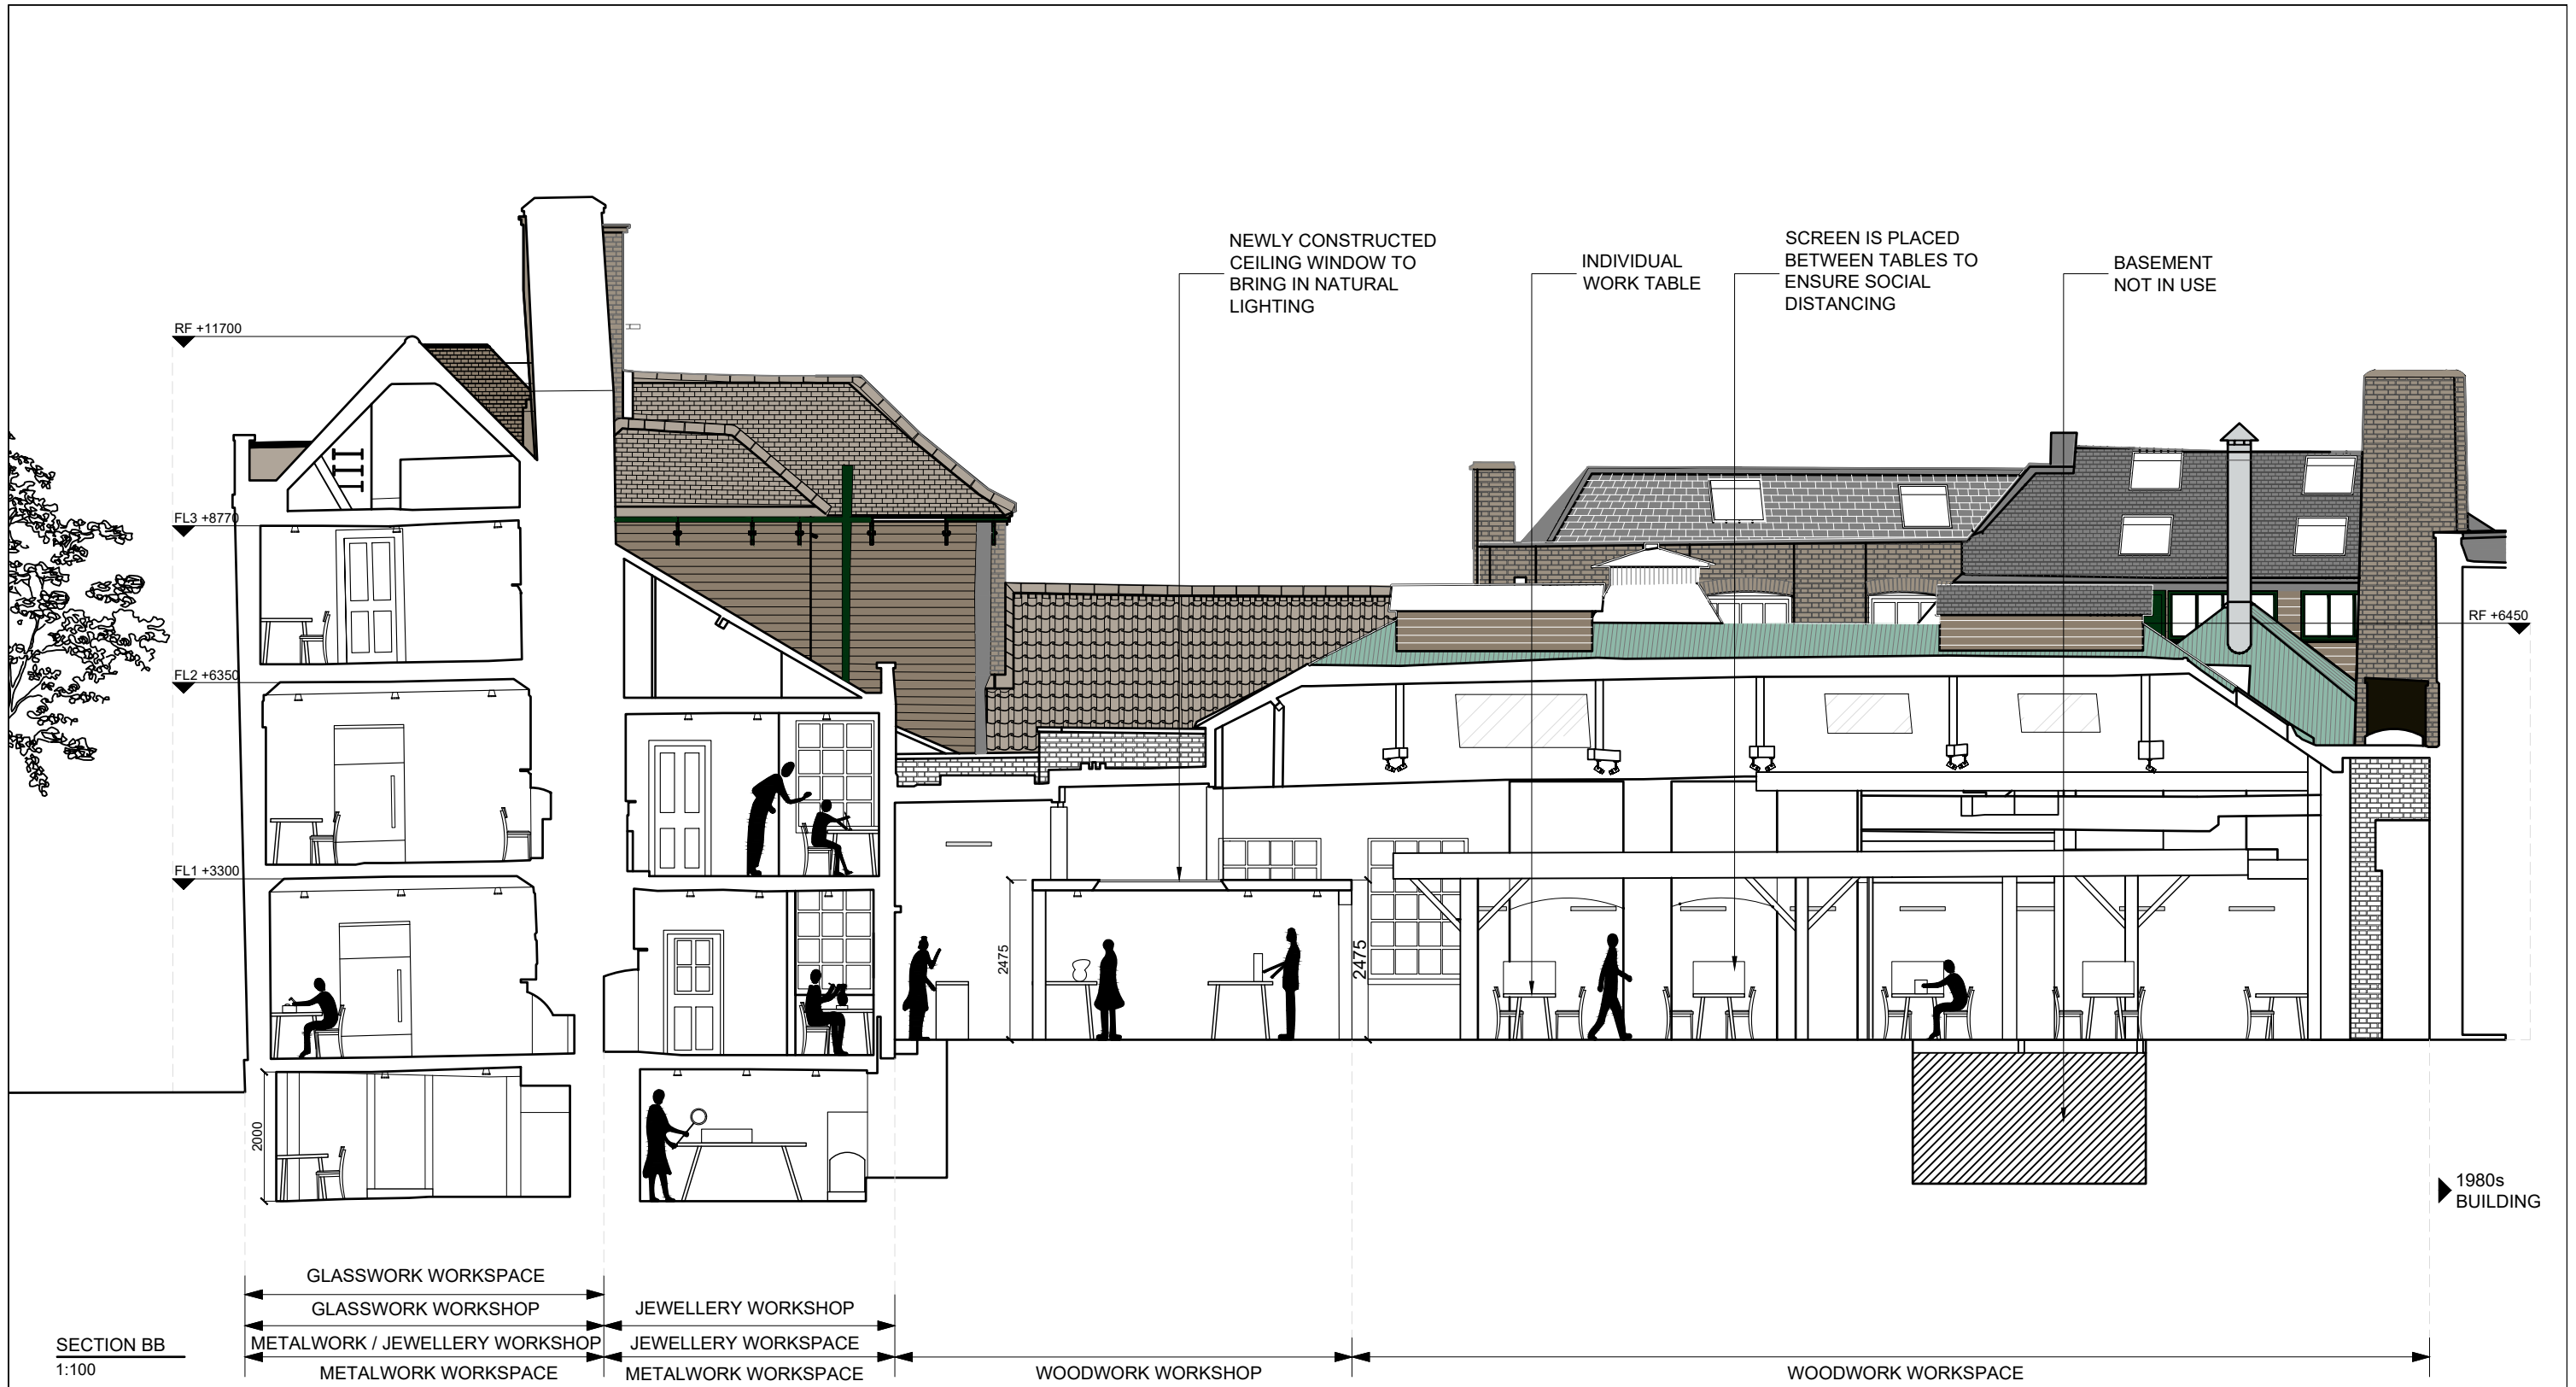 NEWLY CONSTRUCTED
CEILING WINDOW TO
BRING IN NATURAL
LIGHTING
INDIVIDUAL
WORK TABLE
SCREEN IS PLACED
BETWEEN TABLES TO
ENSURE SOCIAL
DISTANCING
BASEMENT
NOT IN USE
RF +11700
FL3 +8770
FL2 +6350
FL1 +3300
RF +6450
2475
2475
2000
1980s
BUILDING
GLASSWORK WORKSPACE
GLASSWORK WORKSHOP
JEWELLERY WORKSHOP
METALWORK / JEWELLERY WORKSHOP
JEWELLERY WORKSPACE
METALWORK WORKSPACE
METALWORK WORKSPACE
WOODWORK WORKSHOP
WOODWORK WORKSPACE
SECTION BB
1:100